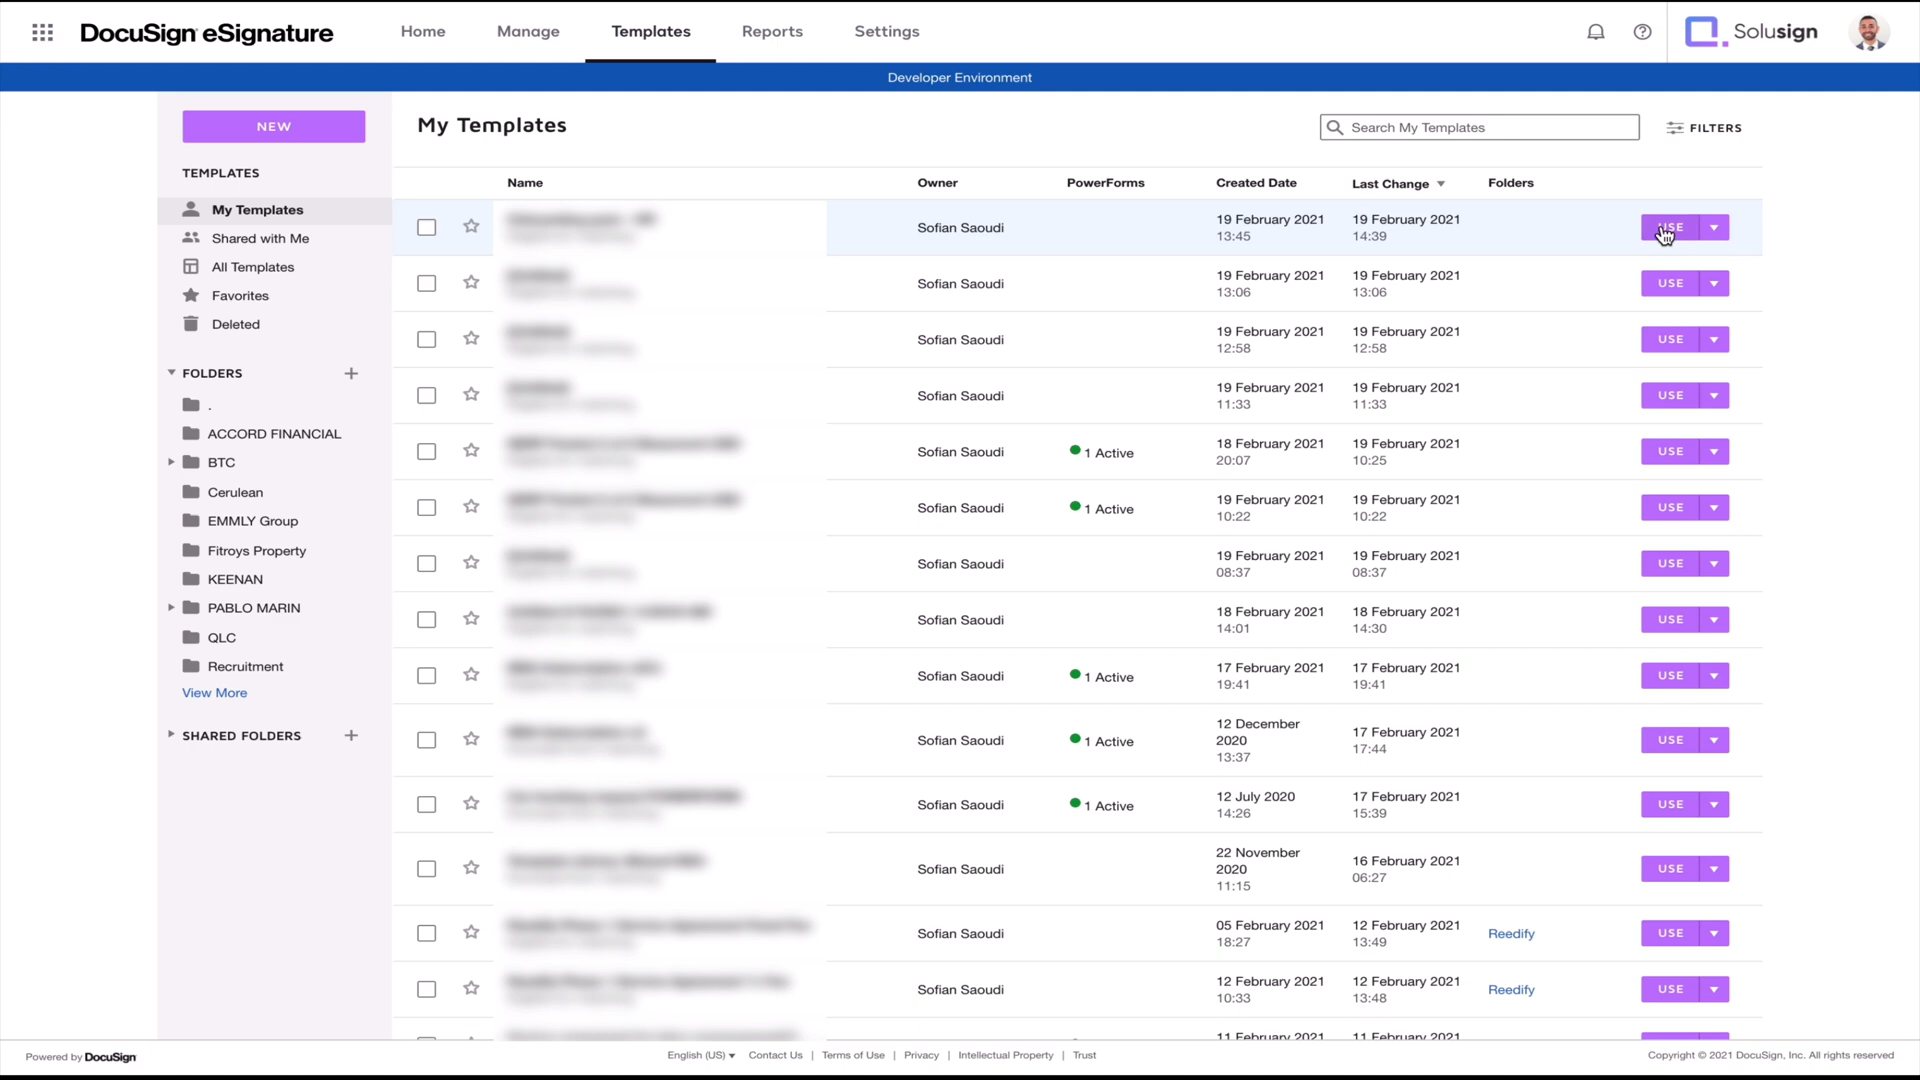 DocuSign eSignature Home Manage Templates Reports Settings Solusign
Developer Environment
NEW
TEMPLATES
My Templates
Shared with Me
All Templates
Favorites
Deleted
FOLDERS
.
ACCORD FINANCIAL
BTC
Cerulean
EMMLY Group
Fitroys Property
KEENAN
PABLO MARIN
QLC
Recruitment
View More
SHARED FOLDERS
My Templates Search My Templates FILTERS
Name Owner PowerForms Created Date Last Change Folders
Sofian Saoudi 19 February 2021 19 February 2021 USE
13:45 14:39
Sofian Saoudi 19 February 2021 19 February 2021 USE
13:06 13:06
Sofian Saoudi 19 February 2021 19 February 2021 USE
12:58 12:58
Sofian Saoudi 19 February 2021 19 February 2021 USE
11:33 11:33
Sofian Saoudi 1 Active 18 February 2021 19 February 2021 USE
20:07 10:25
Sofian Saoudi 1 Active 19 February 2021 19 February 2021 USE
10:22 10:22
Sofian Saoudi 19 February 2021 19 February 2021 USE
08:37 08:37
Sofian Saoudi 18 February 2021 18 February 2021 USE
14:01 14:30
Sofian Saoudi 1 Active 17 February 2021 17 February 2021 USE
19:41 19:41
Sofian Saoudi 1 Active 12 December 2020 17 February 2021 USE
13:37 17:44
Sofian Saoudi 1 Active 12 July 2020 17 February 2021 USE
14:26 15:39
Sofian Saoudi 22 November 2020 16 February 2021 USE
11:15 06:27
Sofian Saoudi 05 February 2021 12 February 2021 Reedify USE
18:27 13:49
Sofian Saoudi 12 February 2021 12 February 2021 Reedify USE
10:33 13:48
11 February 2021 11 February 2021
Powered by DocuSign English (US) Contact Us | Terms of Use | Privacy | Intellectual Property | Trust Copyright © 2021 DocuSign, Inc. All rights reserved